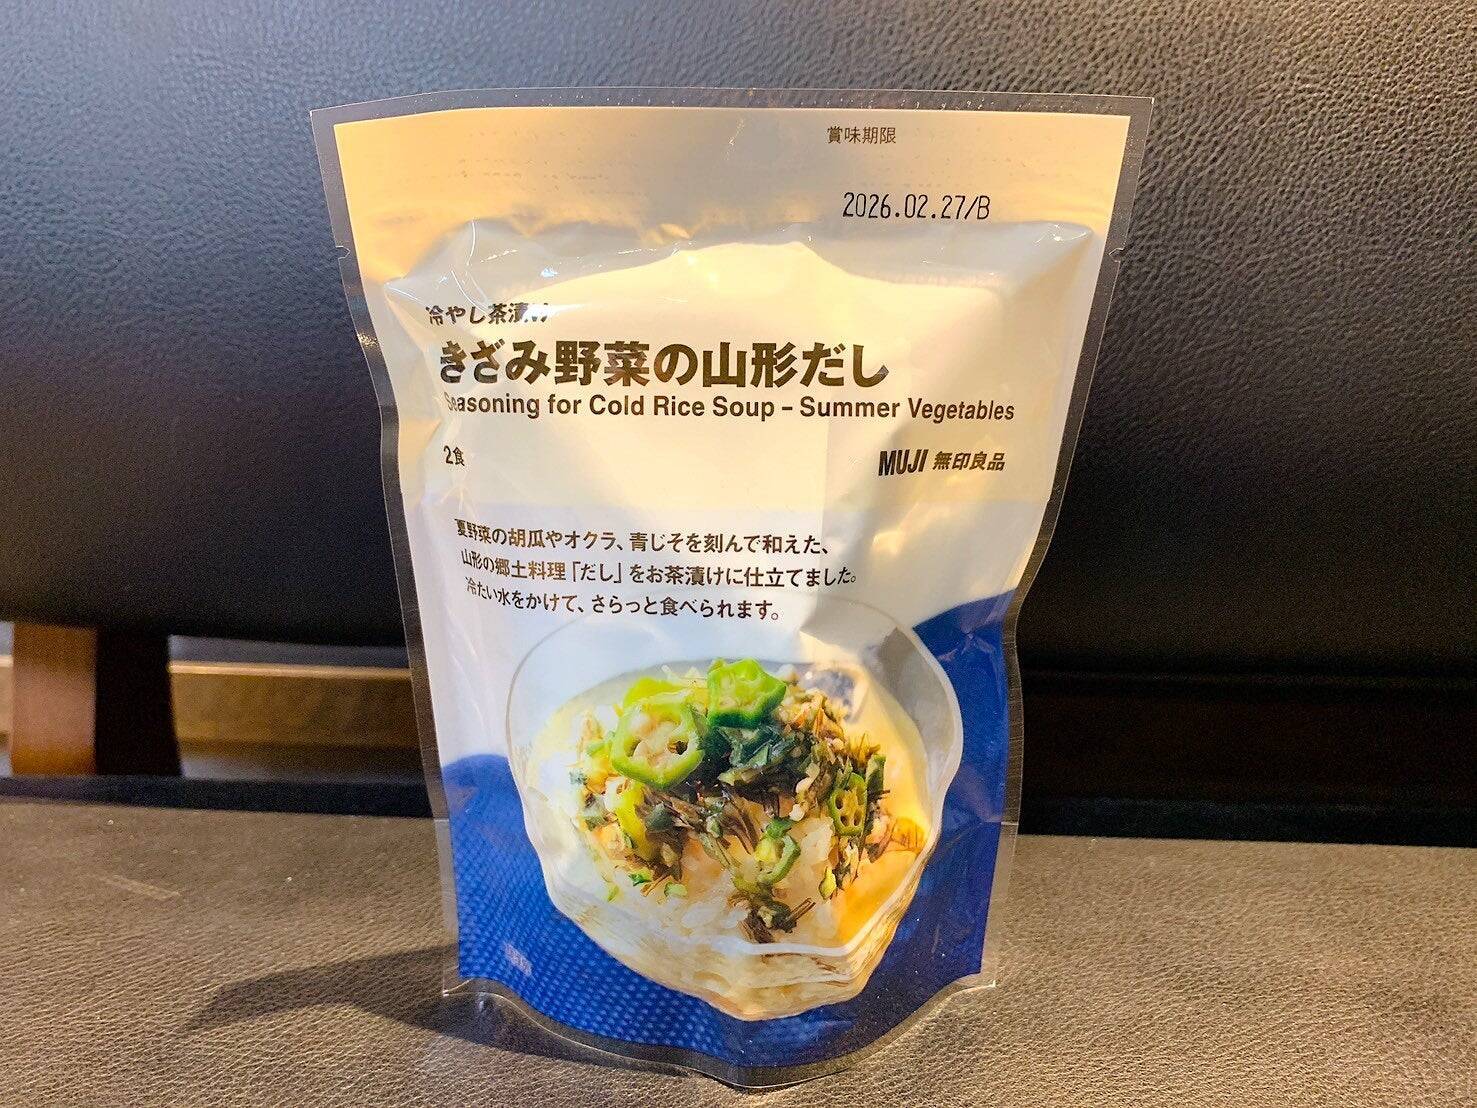 賞味期限
2026.02.27/B
冷やし茶漬け
きざみ野菜の山形だし
Seasoning for Cold Rice Soup – Summer Vegetables
2食
MUJI 無印良品
夏野菜の胡瓜やオクラ、青じそを刻んで和えた、
山形の郷土料理「だし」をお茶漬けに仕立てました。
冷たい水をかけて、さらっと食べられます。